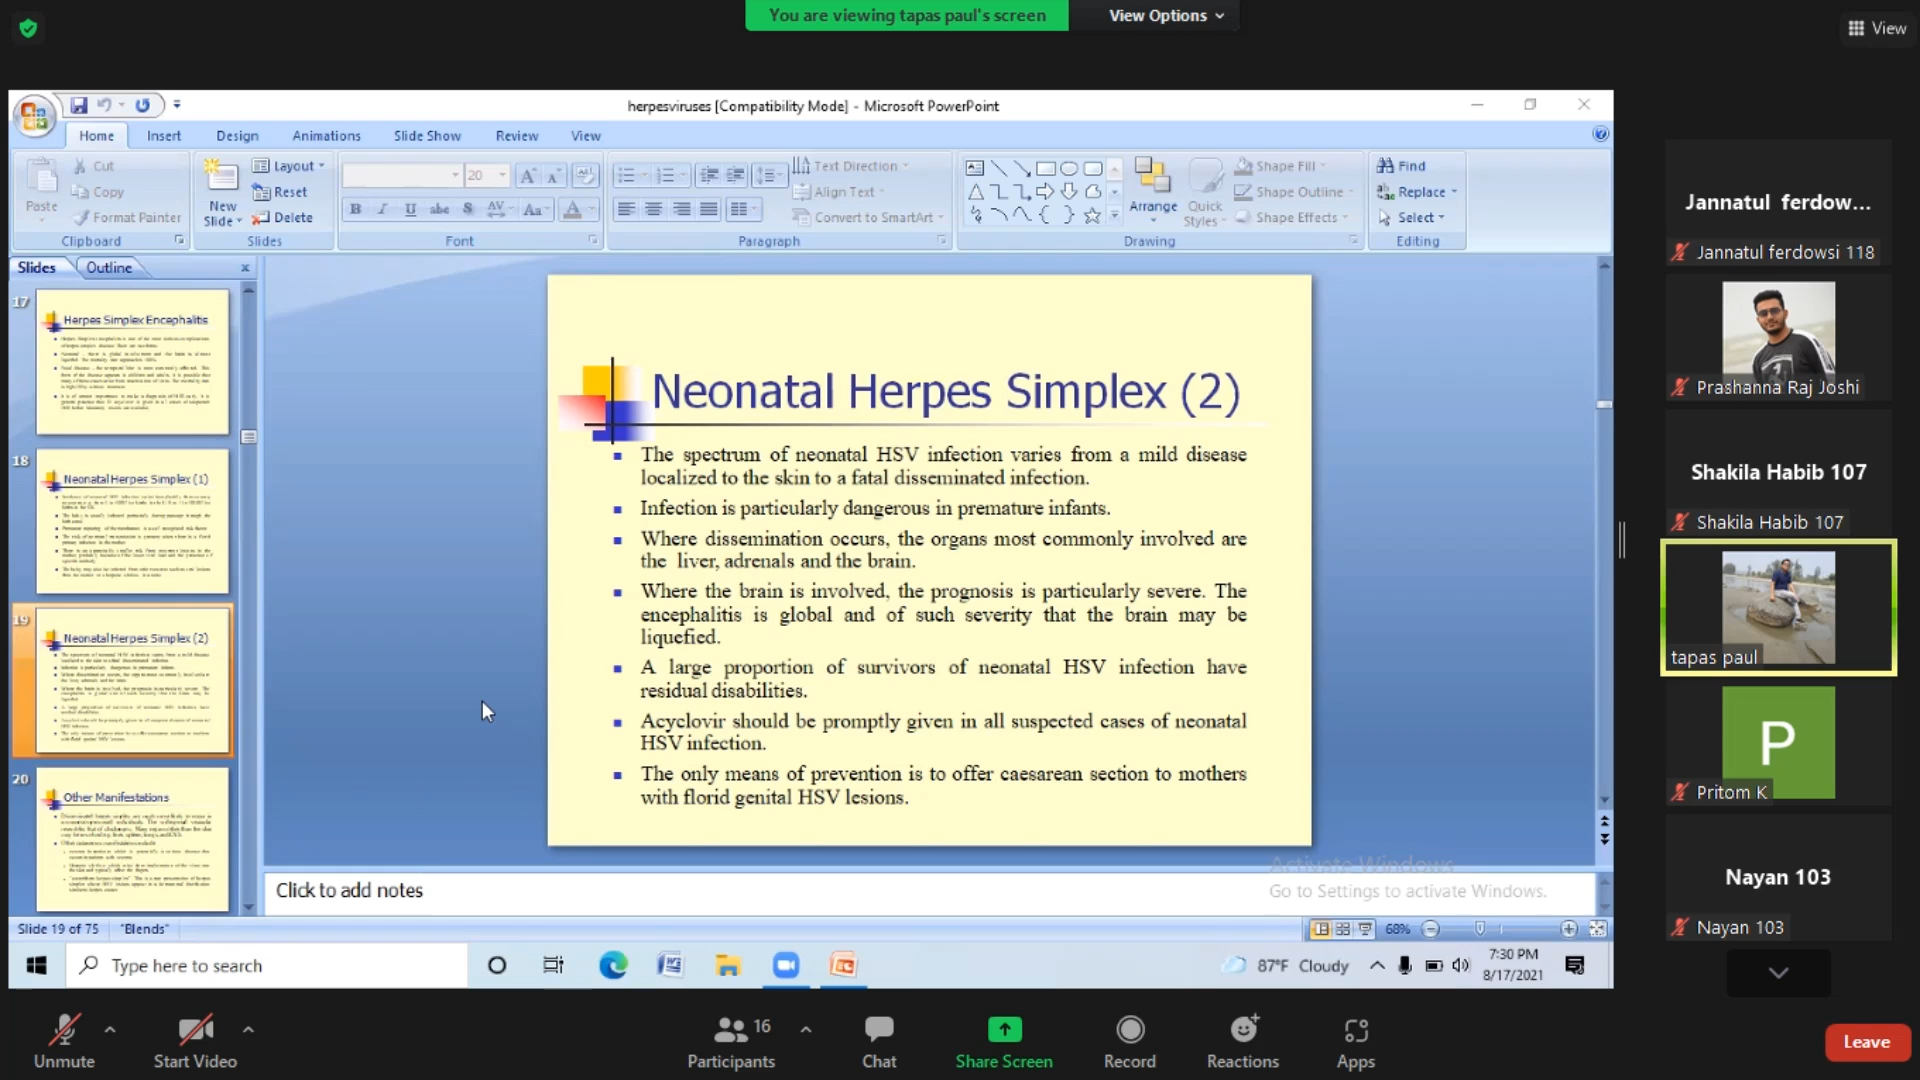 You are viewing tapas paul's screen
View Options
View
herpesviruses [Compatibility Mode] - Microsoft PowerPoint
Home
Insert
Design
Animations
Slide Show
Review
View
Paste
Cut
Copy
Format Painter
Clipboard
New Slide
Layout
Reset
Delete
Slides
20
Font
Text Direction
Align Text
Convert to SmartArt
Paragraph
Arrange
Quick Styles
Shape Fill
Shape Outline
Shape Effects
Drawing
Find
Replace
Select
Editing
Slides
Outline
17
Herpes Simplex Encephalitis
18
Neonatal Herpes Simplex (1)
19
Neonatal Herpes Simplex (2)
20
Other Manifestations
Neonatal Herpes Simplex (2)
The spectrum of neonatal HSV infection varies from a mild disease
localized to the skin to a fatal disseminated infection.
Infection is particularly dangerous in premature infants.
Where dissemination occurs, the organs most commonly involved are
the liver, adrenals and the brain.
Where the brain is involved, the prognosis is particularly severe. The
encephalitis is global and of such severity that the brain may be
liquefied.
A large proportion of survivors of neonatal HSV infection have
residual disabilities.
Acyclovir should be promptly given in all suspected cases of neonatal
HSV infection.
The only means of prevention is to offer caesarean section to mothers
with florid genital HSV lesions.
Click to add notes
Activate Windows
Go to Settings to activate Windows.
Slide 19 of 75
"Blends"
68%
Type here to search
87°F Cloudy
7:30 PM
8/17/2021
Jannatul ferdow...
Jannatul ferdowsi 118
Prashanna Raj Joshi
Shakila Habib 107
Shakila Habib 107
tapas paul
P
Pritom K
Nayan 103
Nayan 103
Unmute
Start Video
16
Participants
Chat
Share Screen
Record
Reactions
Apps
Leave